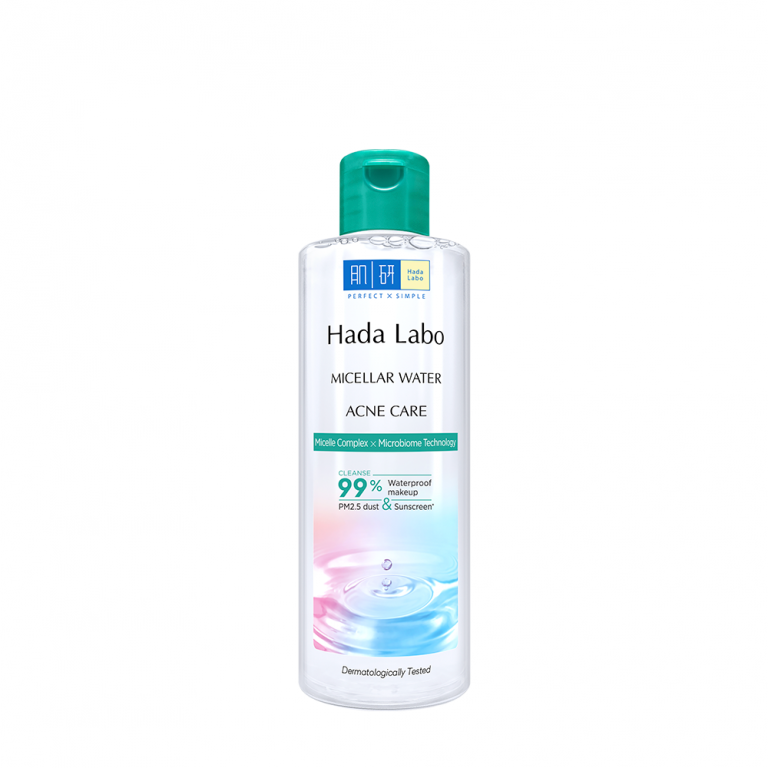 肌研 Hada
Labo
PERFECT × SIMPLE
Hada Labo
MICELLAR WATER
ACNE CARE
Micelle Complex × Microbiome Technology
CLEANSE
99% Waterproof
makeup
PM2.5 dust & Sunscreen*
Dermatologically Tested